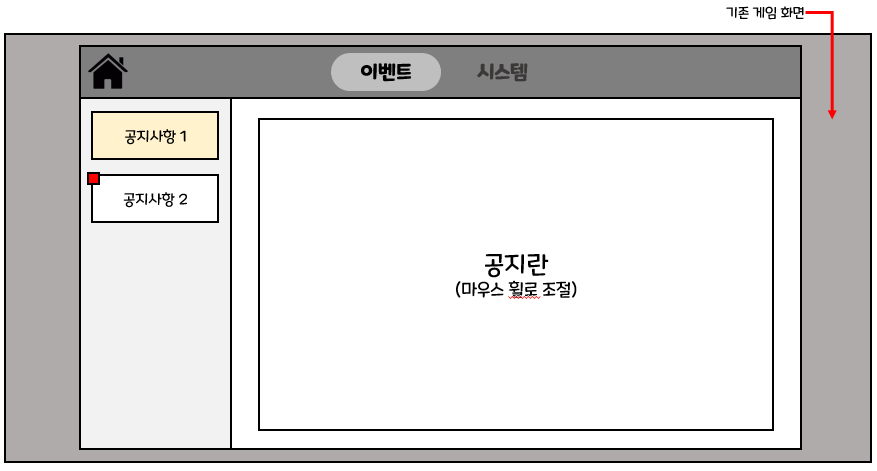 기존 게임 화면
이벤트 시스템
공지사항 1
공지사항 2
공지란
(마우스 휠로 조절)